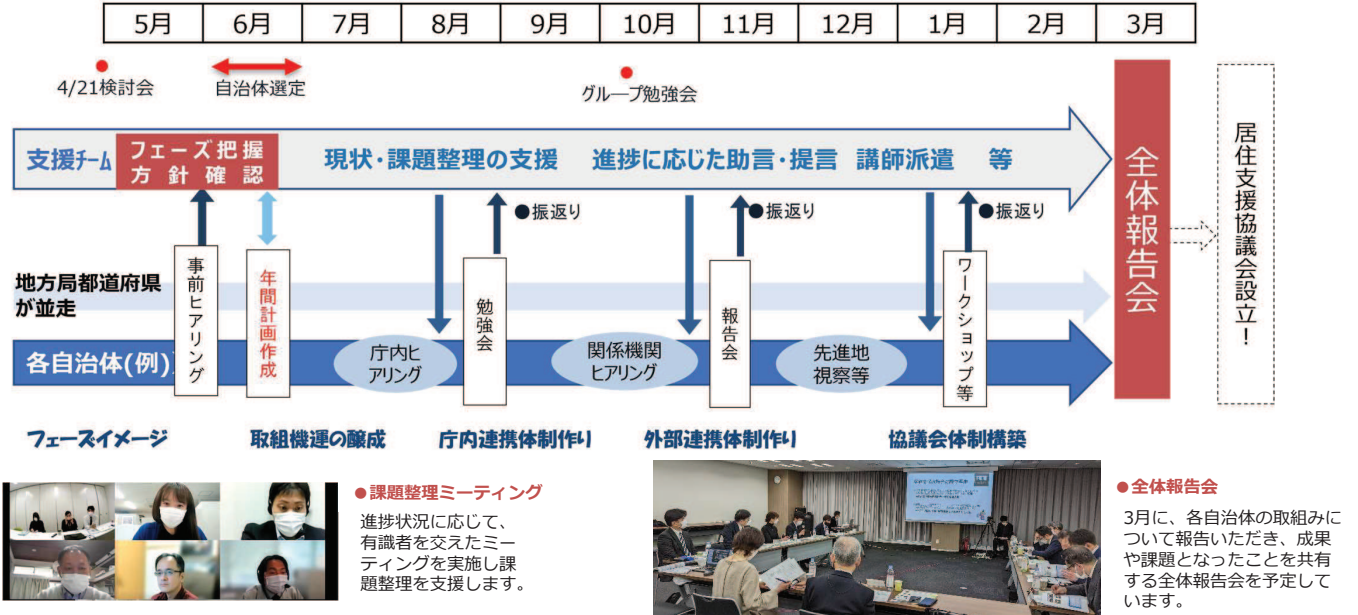 5月 6月 7月 8月 9月 10月 11月 12月 1月 2月 3月
4/21検討会
自治体選定
グループ勉強会
支援チーム
フェーズ把握
方針確認
現状・課題整理の支援 進捗に応じた助言・提言 講師派遣 等
●振返り
●振返り
●振返り
地方局都道府県
が並走
事前ヒアリング
年間計画作成
勉強会
報告会
ワークショップ等
各自治体(例)
庁内ヒ
アリング
関係機関
ヒアリング
先進地
視察等
全体報告会
居住支援協議会設立！
フェーズイメージ
取組機運の醸成
庁内連携体制作り
外部連携体制作り
協議会体制構築
●課題整理ミーティング
進捗状況に応じて、
有識者を交えたミー
ティングを実施し課
題整理を支援します。
●全体報告会
3月に、各自治体の取組みに
ついて報告いただき、成果
や課題となったことを共有
する全体報告会を予定して
います。